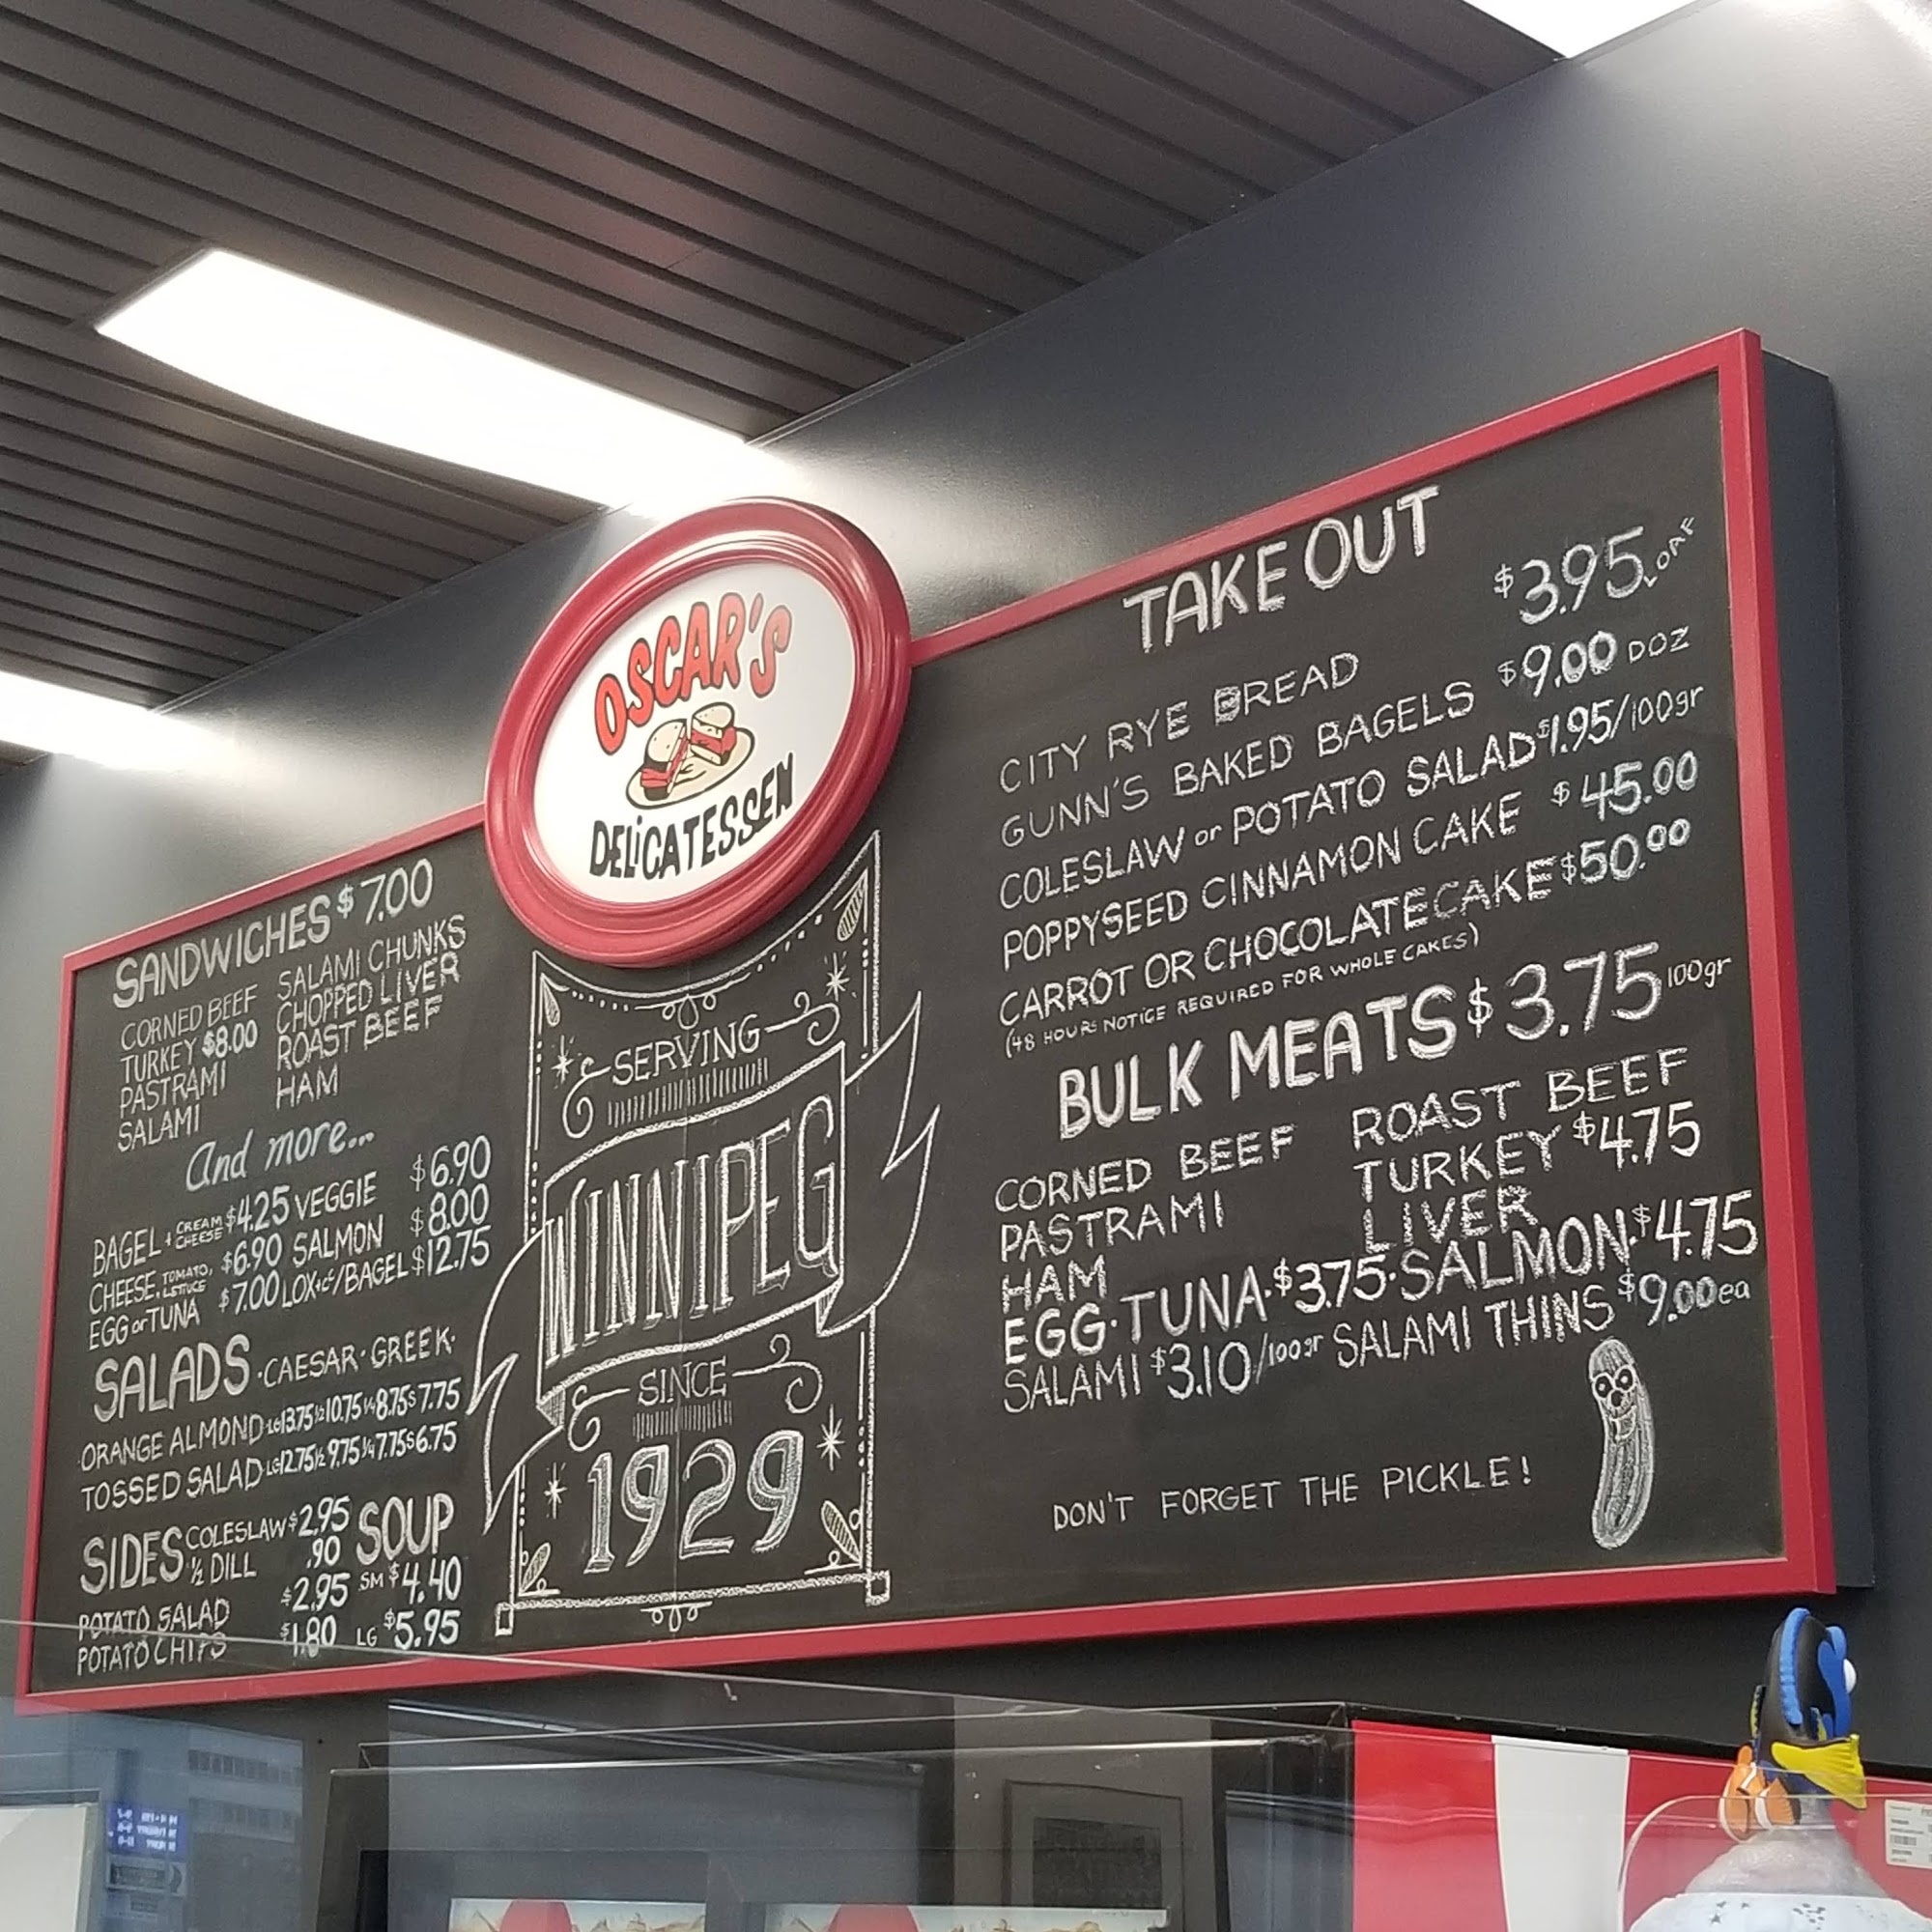 OSCAR'S
DELiCATESSEN
SANDWICHES $7.00
CORNED BEEF
TURKEY $8.00
PASTRAMI
SALAMI
SALAMI CHUNKS
CHOPPED LIVER
ROAST BEEF
HAM
And more...
BAGEL + CREAM CHEESE $4.25 VEGGIE $6.90
CHEESE, TOMATO, LETTUCE $6.90 SALMON $8.00
EGG or TUNA $7.00 LOX+cc/BAGEL $12.75
SALADS · CAESAR · GREEK ·
ORANGE ALMOND · LG 13.75 ½ 10.75 ¼ 8.75 S 7.75
TOSSED SALAD · LG 12.75 ½ 9.75 ¼ 7.75 S 6.75
SIDES COLESLAW $2.95
½ DILL .90
POTATO SALAD $2.95
POTATO CHIPS $1.80
SOUP
SM $4.40
LG $5.95
SERVING
WINNIPEG
SINCE
1929
TAKE OUT
CITY RYE BREAD $3.95 LOAF
GUNN'S BAKED BAGELS $9.00 DOZ
COLESLAW or POTATO SALAD $1.95/100gr
POPPYSEED CINNAMON CAKE $45.00
CARROT OR CHOCOLATE CAKE $50.00
(48 HOURS NOTICE REQUIRED FOR WHOLE CAKES)
BULK MEATS $3.75 100gr
CORNED BEEF
PASTRAMI
HAM
ROAST BEEF
TURKEY $4.75
LIVER
EGG · TUNA · $3.75 · SALMON · $4.75
SALAMI $3.10/100gr SALAMI THINS $9.00 ea
DON'T FORGET THE PICKLE!